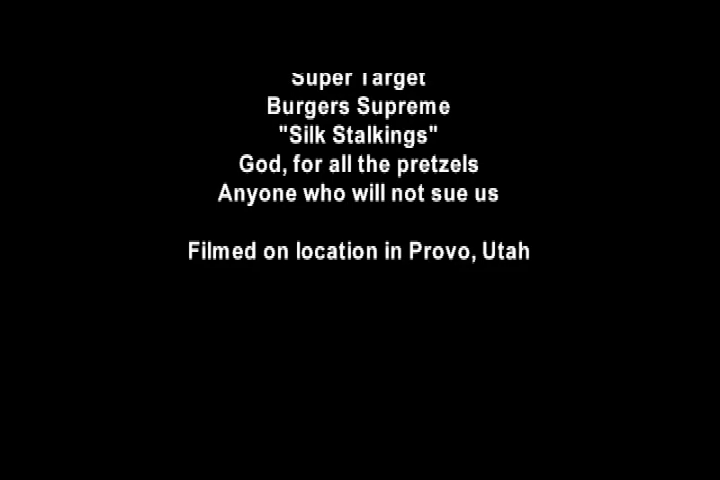 Super Target
Burgers Supreme
"Silk Stalkings"
God, for all the pretzels
Anyone who will not sue us
Filmed on location in Provo, Utah